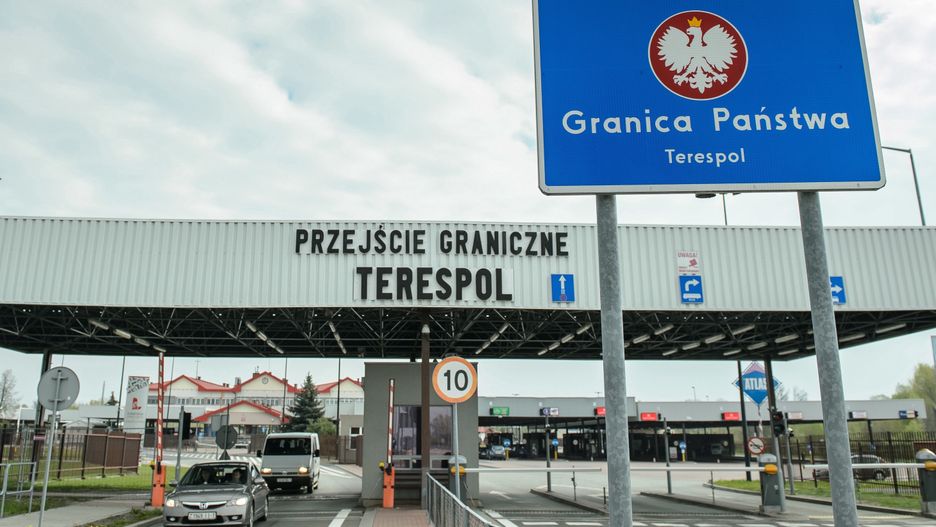 Granica Państwa
Terespol
PRZEJŚCIE GRANICZNE
TERESPOL
UWAGA!
ATLAS
10